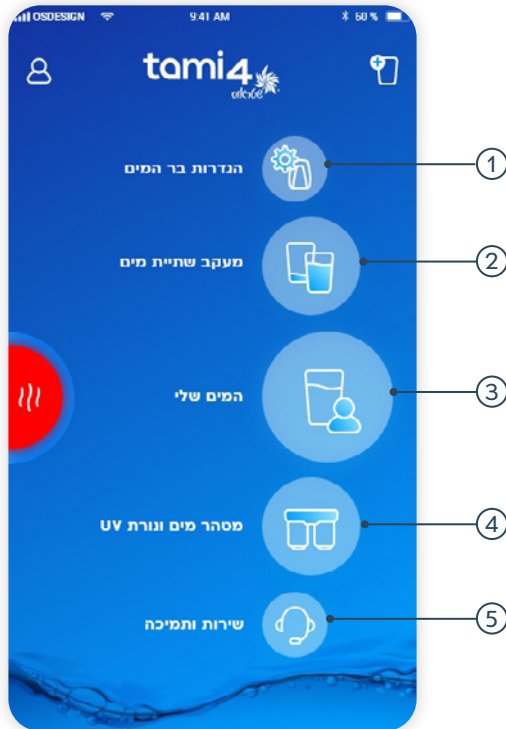 OSDESIGN 9:41 AM 60 %
tami4
שטראוס
הגדרות בר המים 1
מעקב שתיית מים 2
המים שלי 3
מסהר מים ונורת UV 4
שירות ותמיכה 5